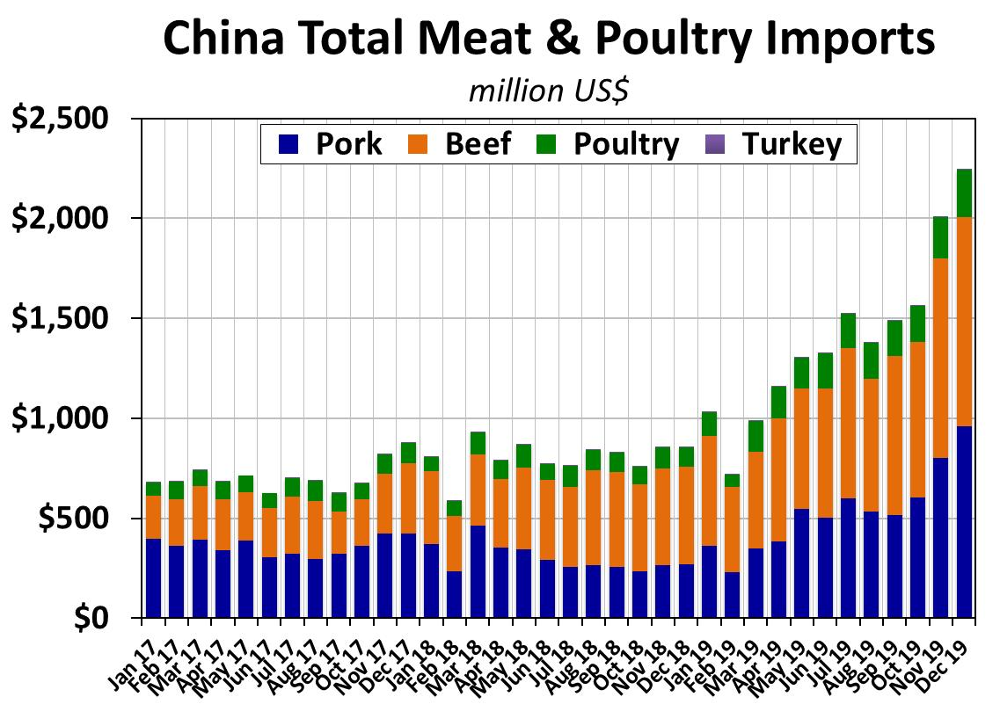 China Total Meat & Poultry Imports
million US$
$2,500
Pork Beef Poultry Turkey
$2,000
$1,500
$1,000
$500
$0
Jan 17 Feb 17 Mar 17 Apr 17 May 17 Jun 17 Jul 17 Aug 17 Sep 17 Oct 17 Nov 17 Dec 17 Jan 18 Feb 18 Mar 18 Apr 18 May 18 Jun 18 Jul 18 Aug 18 Sep 18 Oct 18 Nov 18 Dec 18 Jan 19 Feb 19 Mar 19 Apr 19 May 19 Jun 19 Jul 19 Aug 19 Sep 19 Oct 19 Nov 19 Dec 19